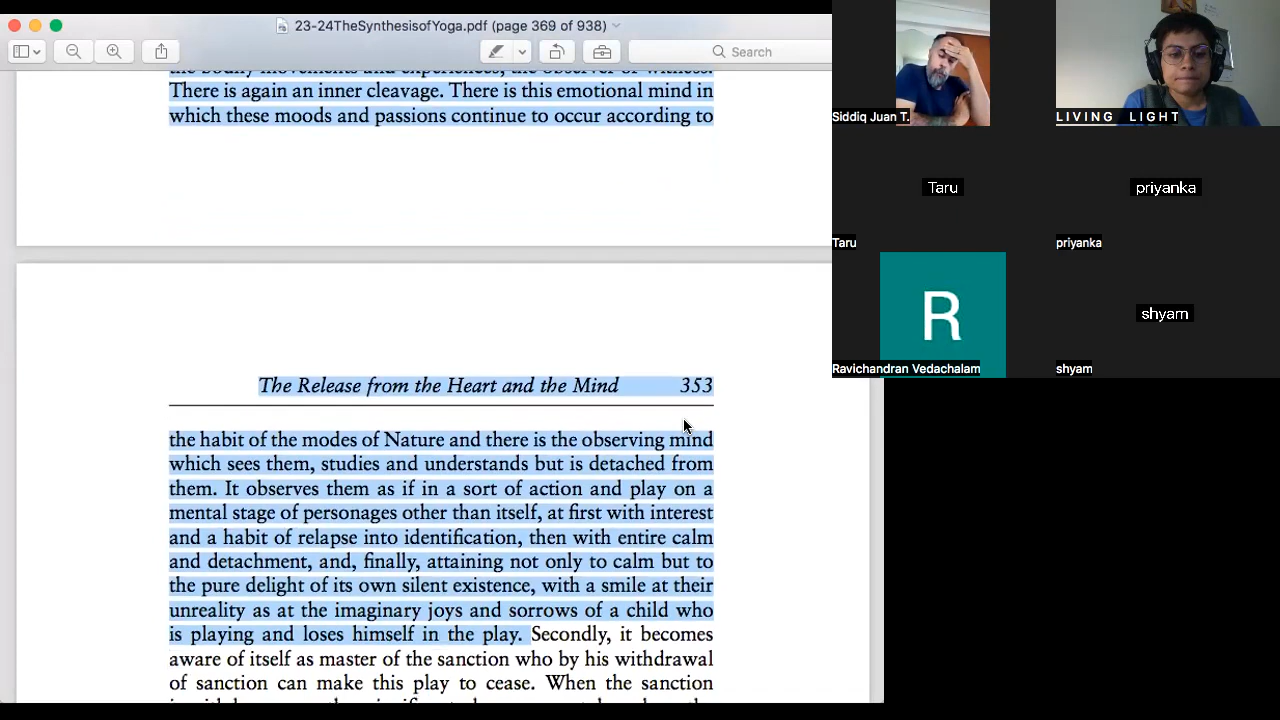 23-24TheSynthesisofYoga.pdf (page 369 of 938)
Search
the bodily movements and experiences, the observer or witness.
There is again an inner cleavage. There is this emotional mind in
which these moods and passions continue to occur according to
The Release from the Heart and the Mind 353
the habit of the modes of Nature and there is the observing mind
which sees them, studies and understands but is detached from
them. It observes them as if in a sort of action and play on a
mental stage of personages other than itself, at first with interest
and a habit of relapse into identification, then with entire calm
and detachment, and, finally, attaining not only to calm but to
the pure delight of its own silent existence, with a smile at their
unreality as at the imaginary joys and sorrows of a child who
is playing and loses himself in the play. Secondly, it becomes
aware of itself as master of the sanction who by his withdrawal
of sanction can make this play to cease. When the sanction
Siddiq Juan T.
LIVING LIGHT
Taru
priyanka
Taru
priyanka
R
shyam
Ravichandran Vedachalam
shyam